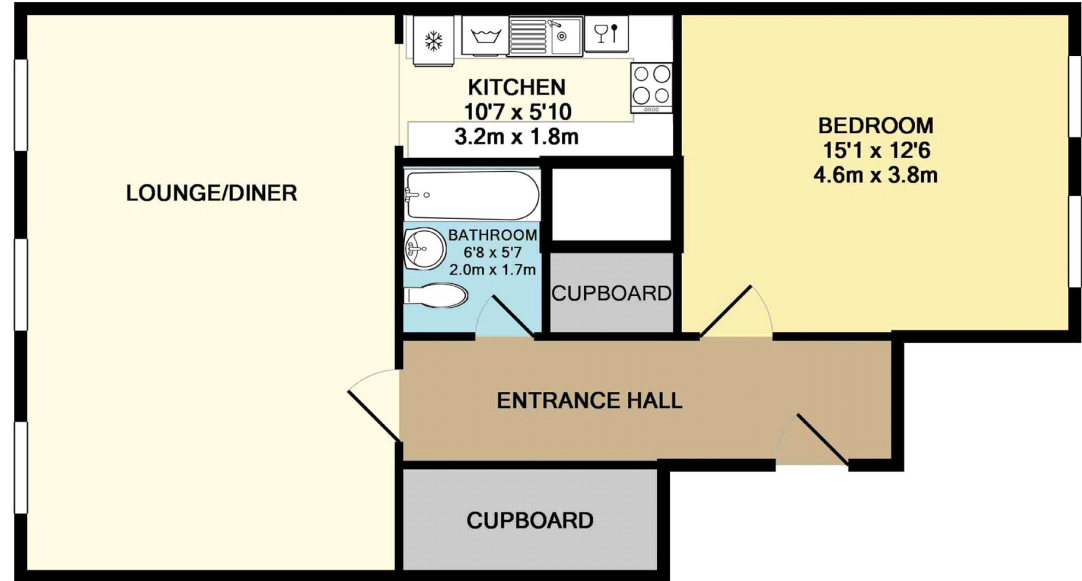 KITCHEN
10'7 x 5'10
3.2m x 1.8m
BEDROOM
15'1 x 12'6
4.6m x 3.8m
LOUNGE/DINER
BATHROOM
6'8 x 5'7
2.0m x 1.7m
CUPBOARD
ENTRANCE HALL
CUPBOARD